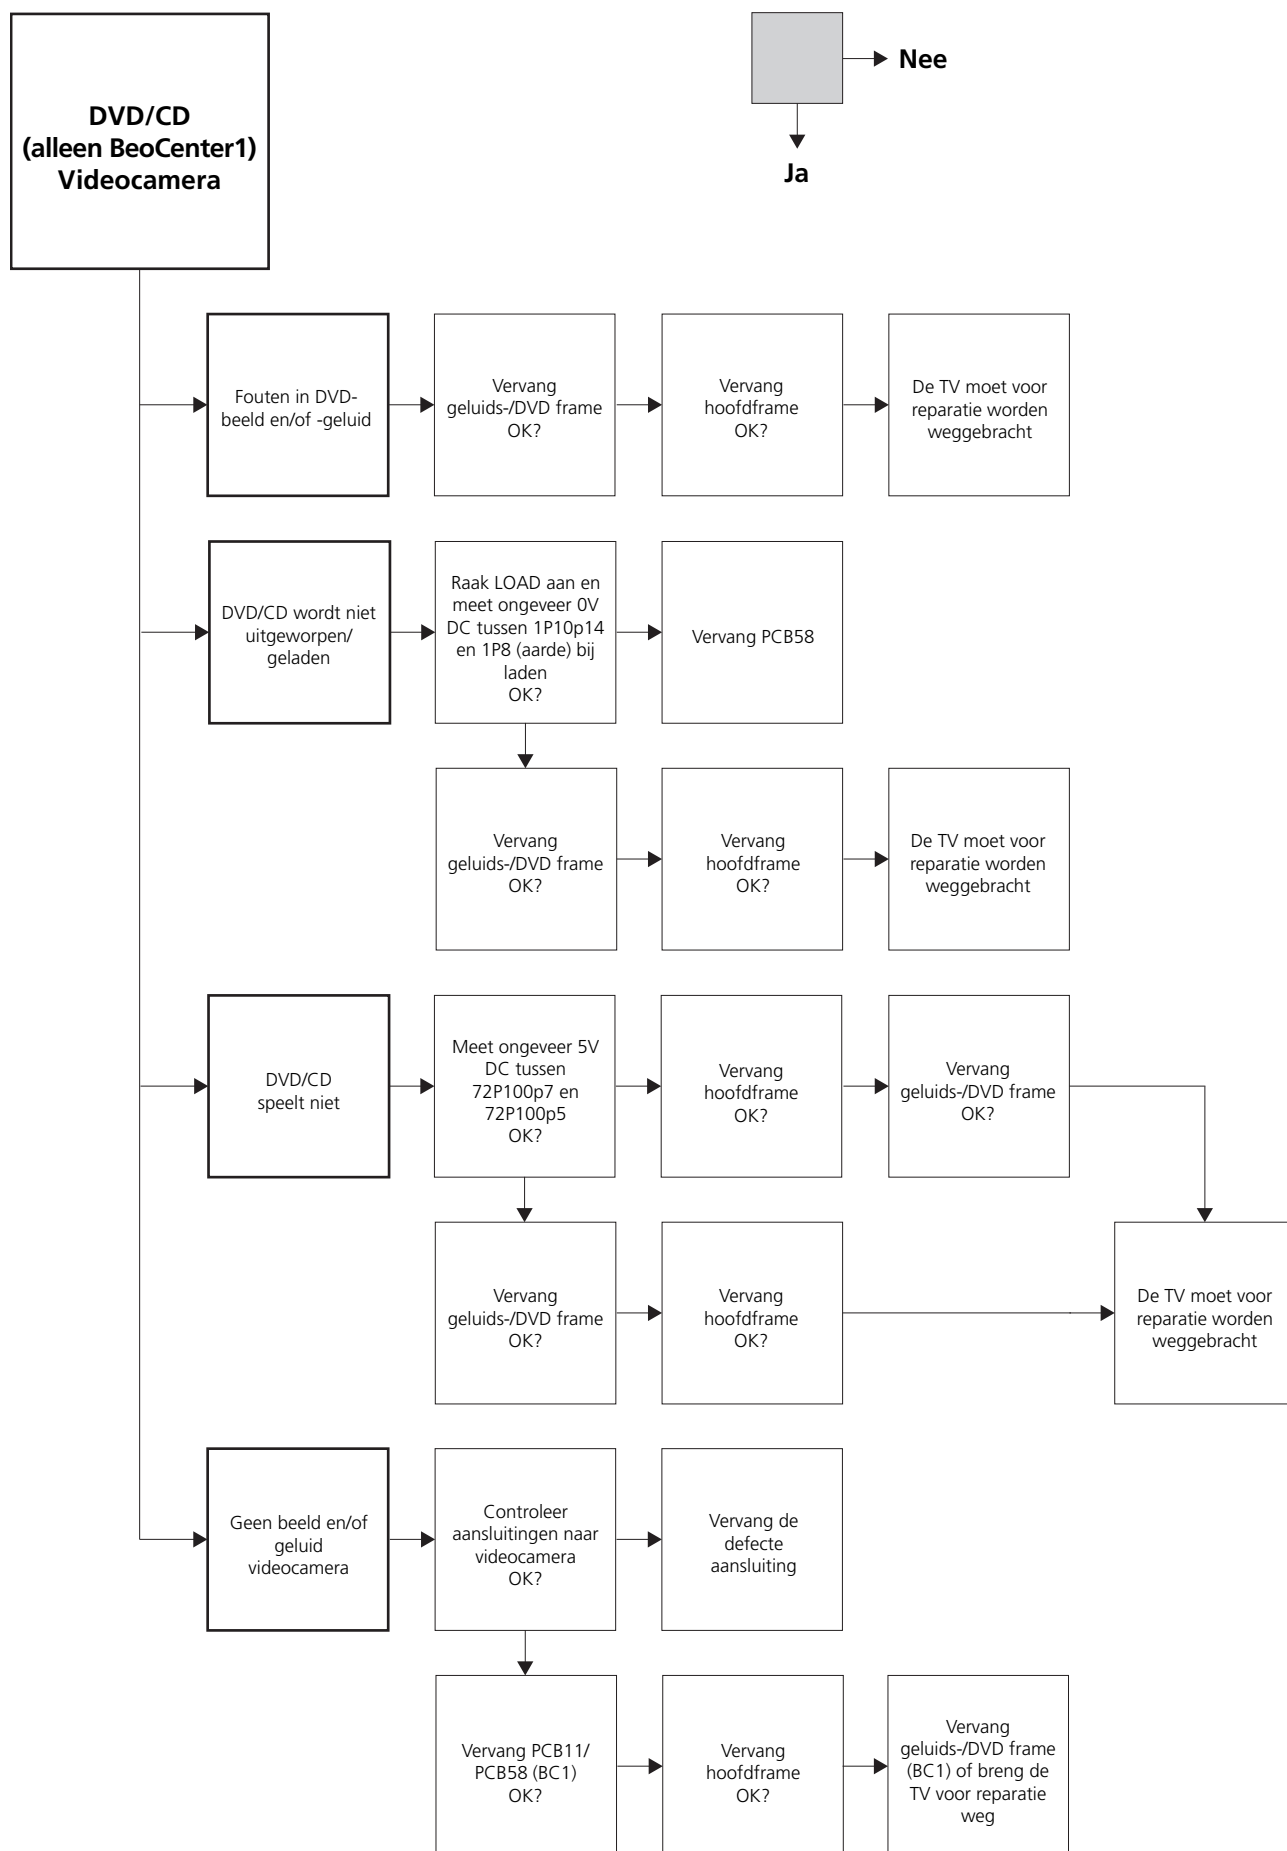 DVD/CD
(alleen BeoCenter1)
Videocamera
Nee
Ja
Fouten in DVD-
beeld en/of -geluid
Vervang
geluids-/DVD frame
OK?
Vervang
hoofdframe
OK?
De TV moet voor
reparatie worden
weggebracht
DVD/CD wordt niet
uitgeworpen/
geladen
Raak LOAD aan en
meet ongeveer 0V
DC tussen 1P10p14
en 1P8 (aarde) bij
laden
OK?
Vervang PCB58
Vervang
geluids-/DVD frame
OK?
Vervang
hoofdframe
OK?
De TV moet voor
reparatie worden
weggebracht
DVD/CD
speelt niet
Meet ongeveer 5V
DC tussen
72P100p7 en
72P100p5
OK?
Vervang
hoofdframe
OK?
Vervang
geluids-/DVD frame
OK?
Vervang
geluids-/DVD frame
OK?
Vervang
hoofdframe
OK?
De TV moet voor
reparatie worden
weggebracht
Geen beeld en/of
geluid
videocamera
Controleer
aansluitingen naar
videocamera
OK?
Vervang de
defecte
aansluiting
Vervang PCB11/
PCB58 (BC1)
OK?
Vervang
hoofdframe
OK?
Vervang
geluids-/DVD frame
(BC1) of breng de
TV voor reparatie
weg